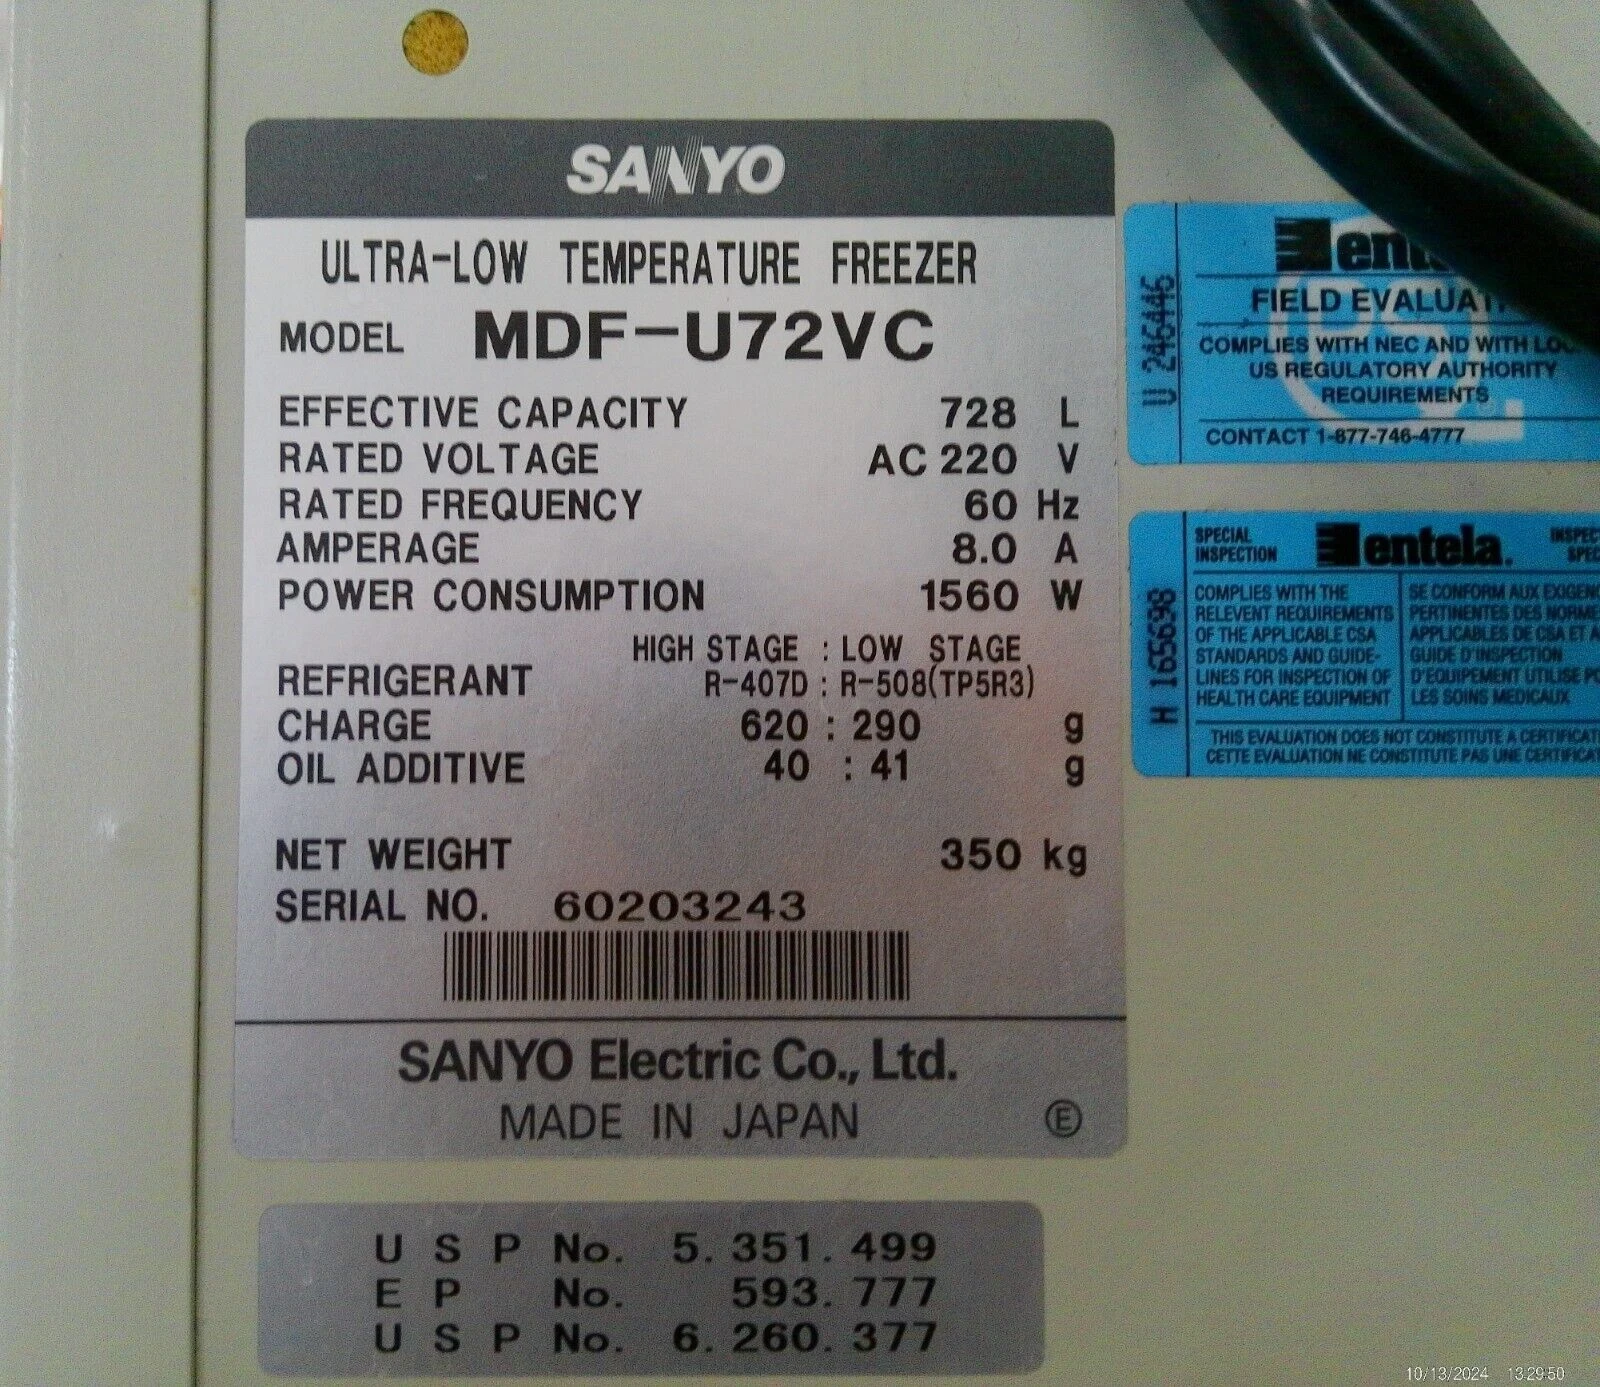 SANYO
ULTRA-LOW TEMPERATURE FREEZER
MODEL MDF-U72VC
EFFECTIVE CAPACITY 728 L
RATED VOLTAGE AC 220 V
RATED FREQUENCY 60 Hz
AMPERAGE 8.0 A
POWER CONSUMPTION 1560 W
HIGH STAGE : LOW STAGE
REFRIGERANT R-407D : R-508(TP5R3)
CHARGE 620 : 290 g
OIL ADDITIVE 40 : 41 g
NET WEIGHT 350 kg
SERIAL NO. 60203243
SANYO Electric Co., Ltd.
MADE IN JAPAN E
U S P No. 5. 351. 499
E P No. 593. 777
U S P No. 6. 260. 377
U 246446
FIELD
COMPLIES WITH NEC AND WITH
US REGULATORY AUTHORITY
REQUIREMENTS
CONTACT 1-877-746-4777
H 165698
SPECIAL
INSPECTION
entela
COMPLIES WITH THE
RELEVENT REQUIREMENTS
OF THE APPLICABLE CSA
STANDARDS AND GUIDE-
LINES FOR INSPECTION OF
HEALTH CARE EQUIPMENT
SE CONFORM AUX
PERTINENTES DES
APPLICABLES DE CSA ET
GUIDE D'INSPECTION
D'EQUIPEMENT UTILISE
LES SOINS MEDICAUX
THIS EVALUATION DOES NOT CONSTITUTE A
CETTE EVALUATION NE CONSTITUTE PAS UNE
10/13/2024 13:29:50